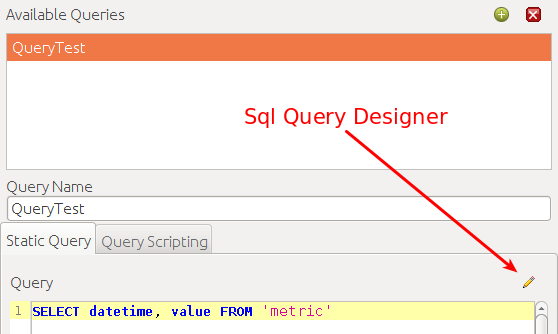 Available Queries
QueryTest
Sql Query Designer
Query Name
QueryTest
Static Query Query Scripting
Query
1 SELECT datetime, value FROM 'metric'